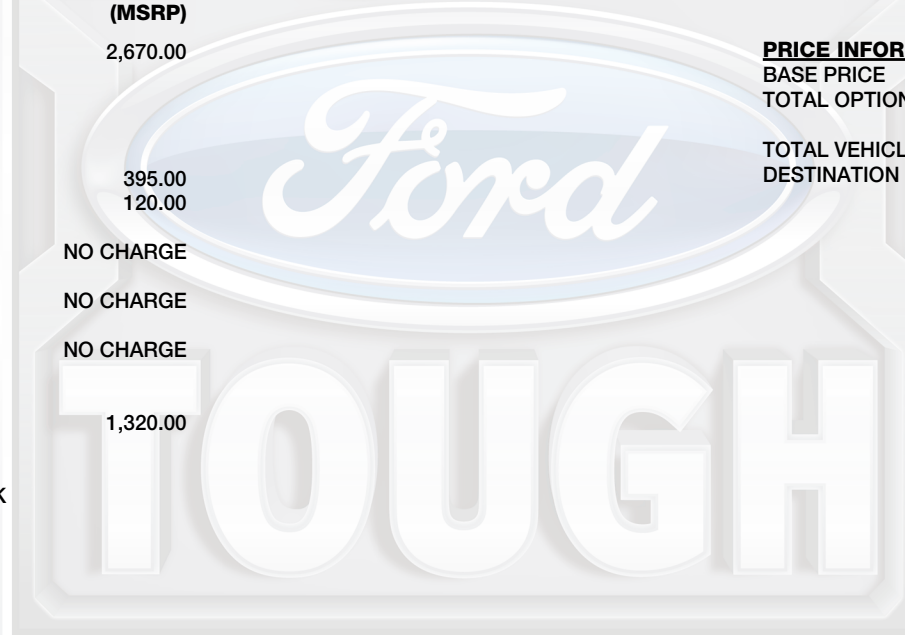 (MSRP)
2,670.00
395.00
120.00
NO CHARGE
NO CHARGE
NO CHARGE
1,320.00
K
PRICE INFOR
BASE PRICE
TOTAL OPTION
TOTAL VEHICL
DESTINATION
Ford
TOUGH